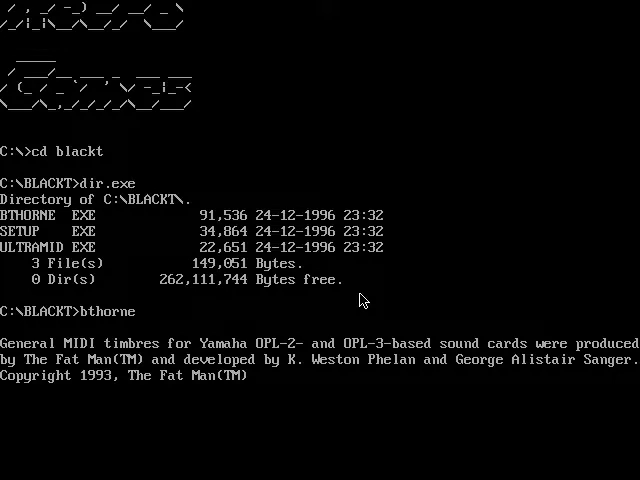 C:\>cd blackt
C:\BLACKT>dir.exe
Directory of C:\BLACKT\.
BTHORNE  EXE             91,536 24-12-1996 23:32
SETUP    EXE             34,864 24-12-1996 23:32
ULTRAMID EXE             22,651 24-12-1996 23:32
    3 File(s)           149,051 Bytes.
    0 Dir(s)        262,111,744 Bytes free.
C:\BLACKT>bthorne
General MIDI timbres for Yamaha OPL-2- and OPL-3-based sound cards were produced
by The Fat Man(TM) and developed by K. Weston Phelan and George Alistair Sanger.
Copyright 1993, The Fat Man(TM)